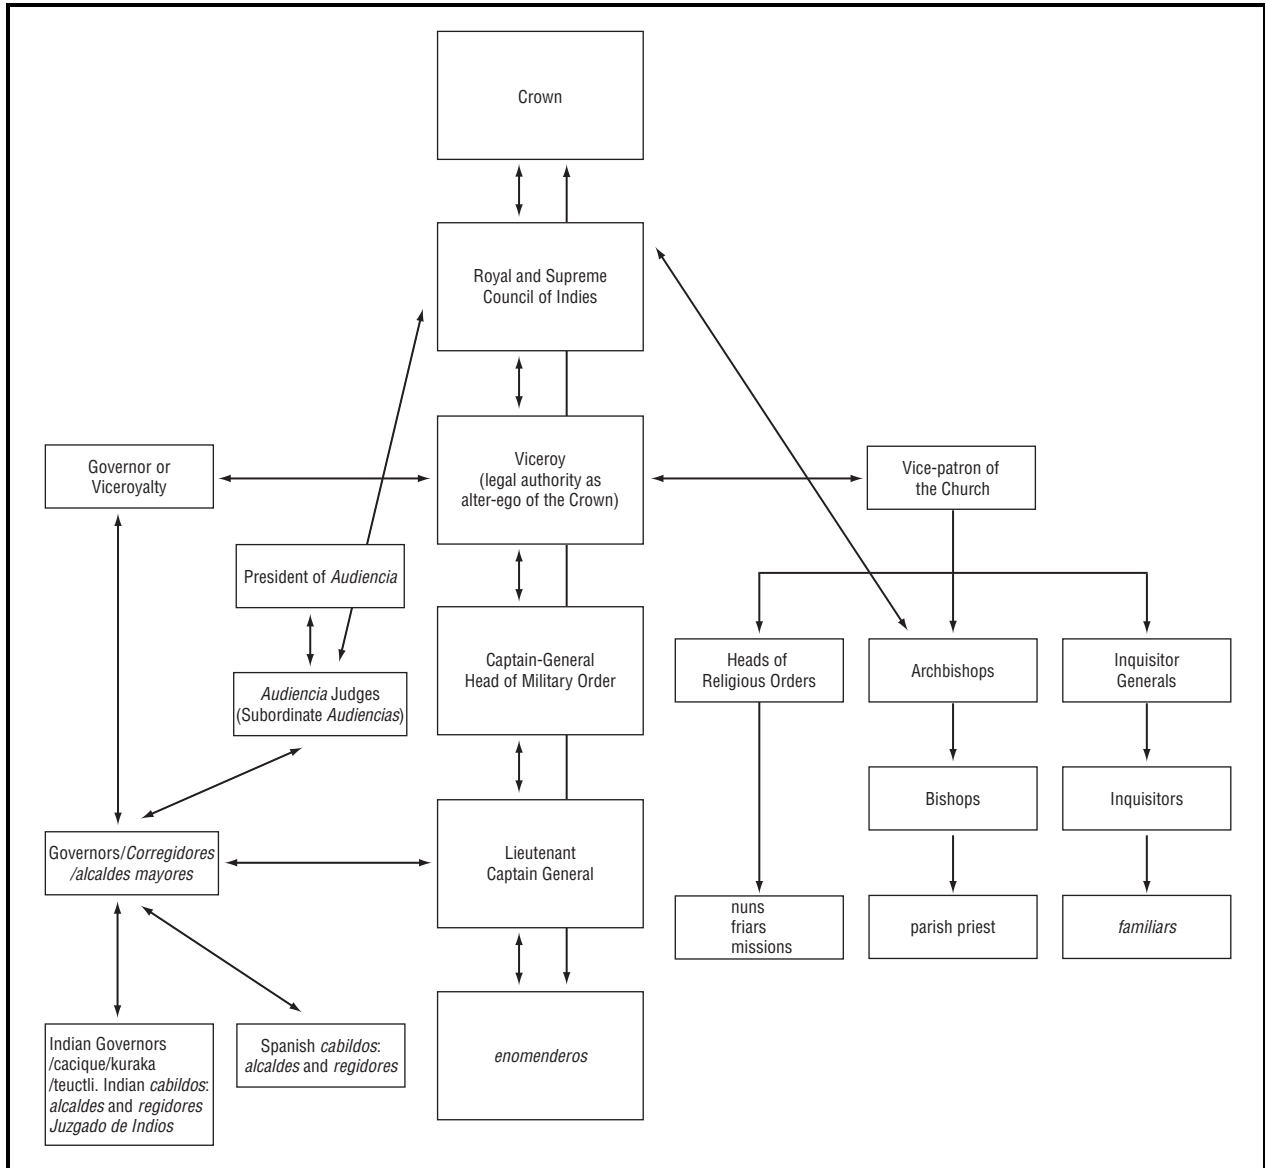 Crown
Royal and Supreme
Council of Indies
Governor or
Viceroyalty
Viceroy
(legal authority as
alter-ego of the Crown)
Vice-patron of
the Church
President of Audiencia
Audiencia Judges
(Subordinate Audiencias)
Captain-General
Head of Military Order
Heads of
Religious Orders
Archbishops
Inquisitor
Generals
Bishops
Inquisitors
Governors/Corregidores
/alcaldes mayores
Lieutenant
Captain General
nuns
friars
missions
parish priest
familiars
Indian Governors
/cacique/kuraka
/teuctli. Indian cabildos:
alcaldes and regidores
Juzgado de Indios
Spanish cabildos:
alcaldes and regidores
enomenderos